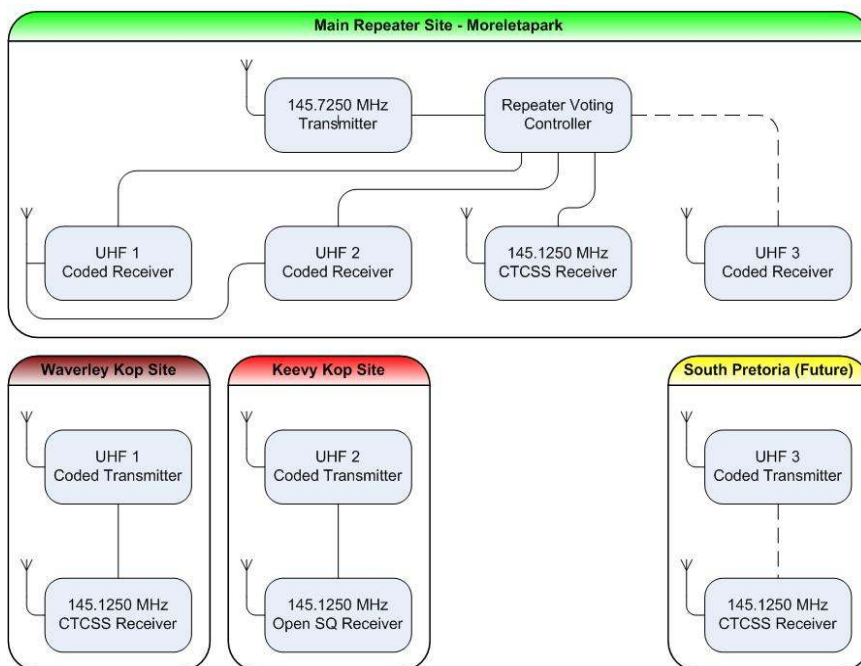 Main Repeater Site - Moreletapark
145.7250 MHz
Transmitter
Repeater Voting
Controller
UHF 1
Coded Receiver
UHF 2
Coded Receiver
145.1250 MHz
CTCSS Receiver
UHF 3
Coded Receiver
Waverley Kop Site
UHF 1
Coded Transmitter
145.1250 MHz
CTCSS Receiver
Keevy Kop Site
UHF 2
Coded Transmitter
145.1250 MHz
Open SQ Receiver
South Pretoria (Future)
UHF 3
Coded Transmitter
145.1250 MHz
CTCSS Receiver